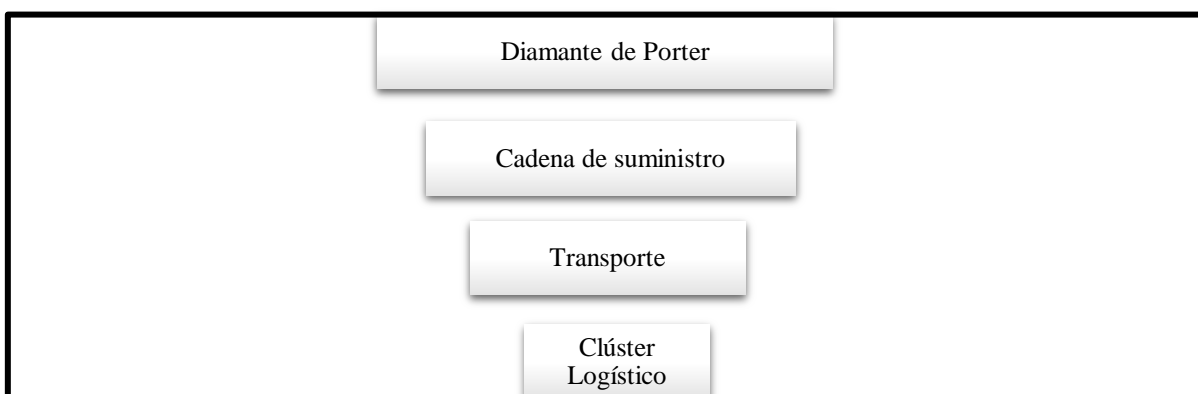 Diamante de Porter
Cadena de suministro
Transporte
Clúster
Logístico